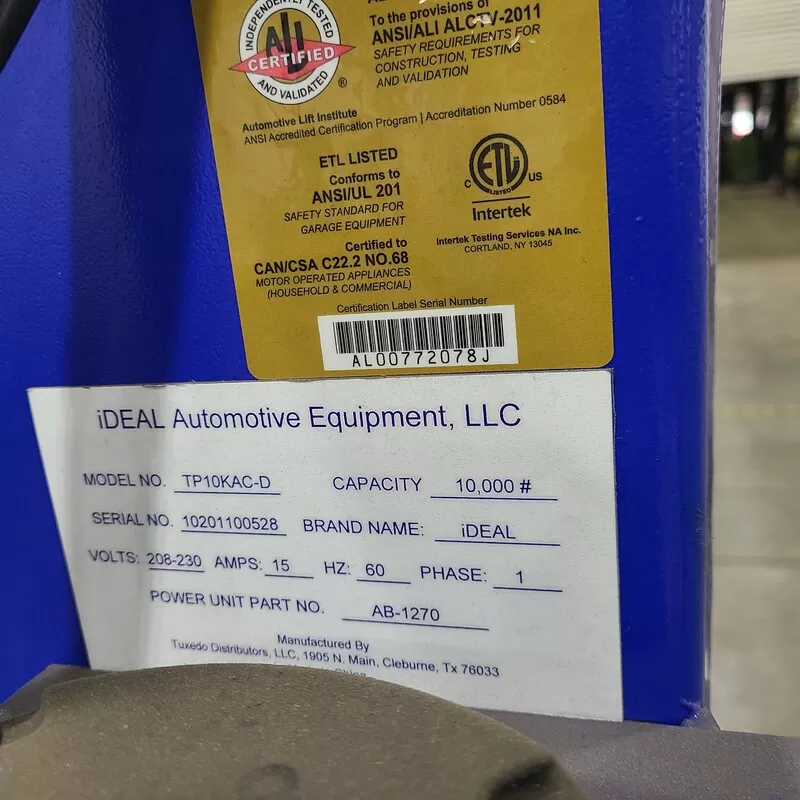 INDEPENDENTLY TESTED
ALI
CERTIFIED
®
AND VALIDATED
To the provisions of
ANSI/ALI ALCTV-2011
SAFETY REQUIREMENTS FOR
CONSTRUCTION, TESTING
AND VALIDATION
Automotive Lift Institute
ANSI Accredited Certification Program | Accreditation Number 0584
ETL LISTED
Conforms to
ANSI/UL 201
SAFETY STANDARD FOR
GARAGE EQUIPMENT
Certified to
CAN/CSA C22.2 NO.68
MOTOR OPERATED APPLIANCES
(HOUSEHOLD & COMMERCIAL)
ETL
LISTED
C US
Intertek
Intertek Testing Services NA Inc.
CORTLAND, NY 13045
Certification Label Serial Number
AL00772078J
iDEAL Automotive Equipment, LLC
MODEL NO. TP10KAC-D CAPACITY 10,000 #
SERIAL NO. 10201100528 BRAND NAME: iDEAL
VOLTS: 208-230 AMPS: 15 HZ: 60 PHASE: 1
POWER UNIT PART NO. AB-1270
Manufactured By
Tuxedo Distributors, LLC, 1905 N. Main, Cleburne, Tx 76033
China